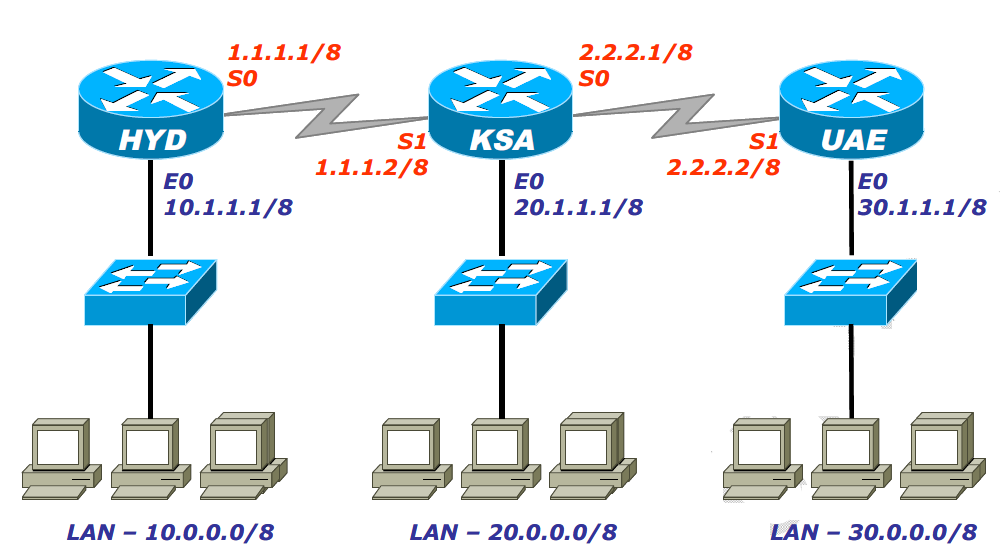 1.1.1.1/8
S0
2.2.2.1/8
S0
HYD
KSA
UAE
S1
1.1.1.2/8
S1
2.2.2.2/8
E0
10.1.1.1/8
E0
20.1.1.1/8
E0
30.1.1.1/8
LAN – 10.0.0.0/8
LAN – 20.0.0.0/8
LAN – 30.0.0.0/8